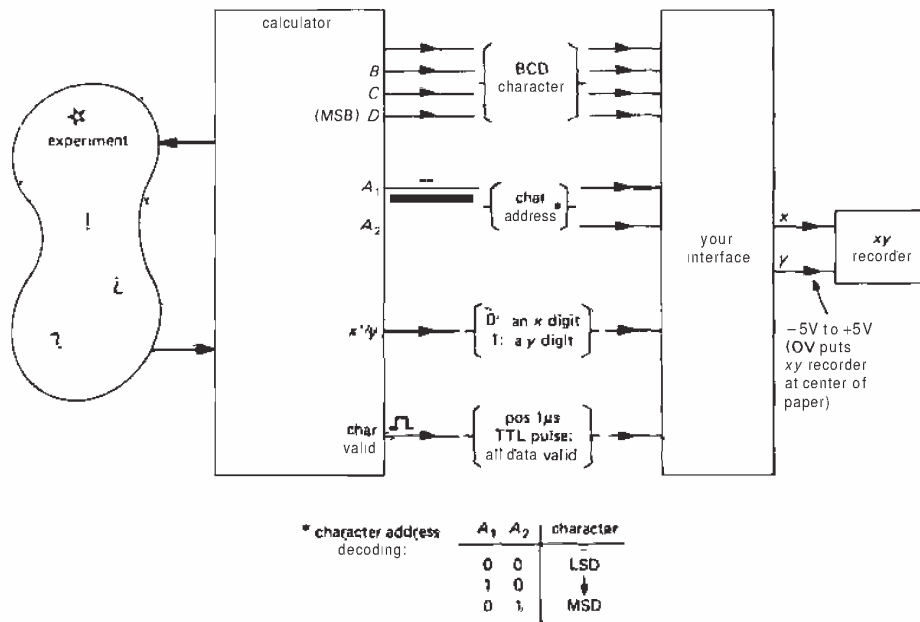 calculator
B
C
(MSB) D
BCD
character
experiment
!
¿
?
A1
A2
char
address *
your
interface
x
y
xy
recorder
0: an x digit
1: a y digit
-5V to +5V
(0V puts
xy recorder
at center of
paper)
char
valid
pos 1μs
TTL pulse:
all data valid
* character address
decoding:
A1 A2 character
0 0 LSD
1 0
0 1 MSD